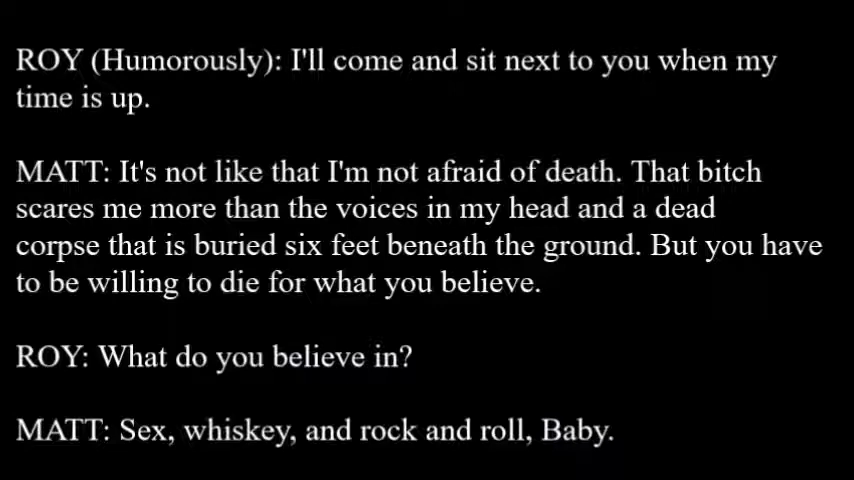 ROY (Humorously): I'll come and sit next to you when my
time is up.
MATT: It's not like that I'm not afraid of death. That bitch
scares me more than the voices in my head and a dead
corpse that is buried six feet beneath the ground. But you have
to be willing to die for what you believe.
ROY: What do you believe in?
MATT: Sex, whiskey, and rock and roll, Baby.